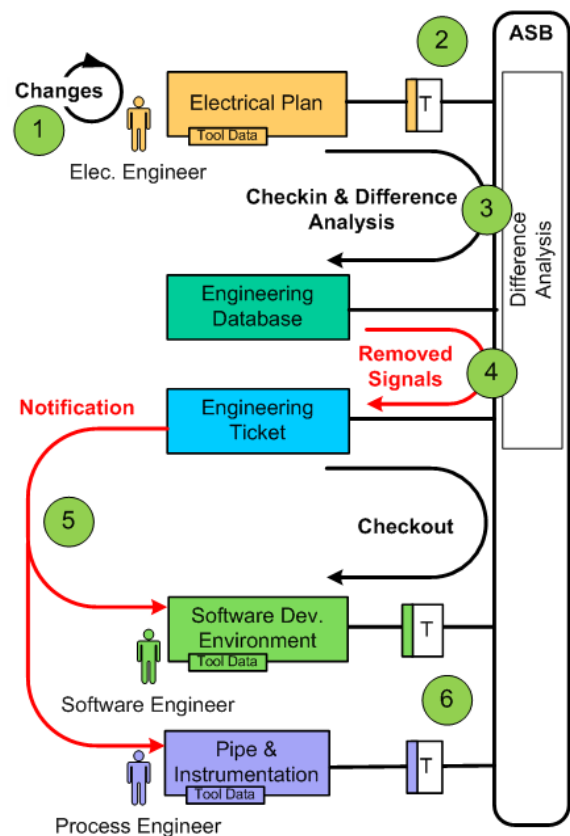 2
ASB
Changes
1
Electrical Plan
Tool Data
T
Elec. Engineer
Checkin & Difference
Analysis
3
Difference
Analysis
Engineering
Database
Removed
Signals
4
Notification
Engineering
Ticket
5
Checkout
Software Dev.
Environment
Tool Data
T
Software Engineer
6
Pipe &
Instrumentation
Tool Data
T
Process Engineer